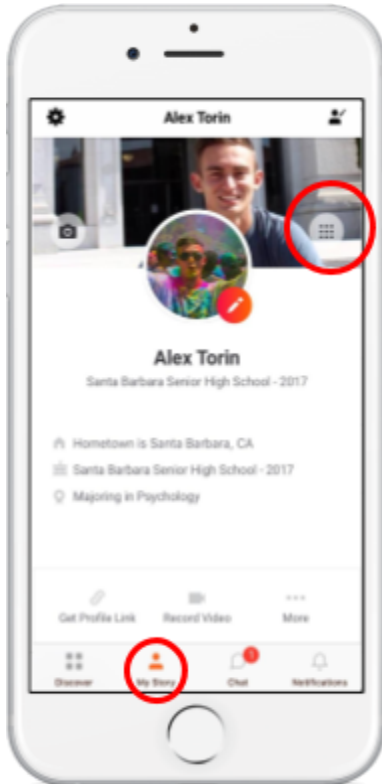 Alex Torin
Alex Torin
Santa Barbara Senior High School - 2017
Hometown is Santa Barbara, CA
Santa Barbara Senior High School - 2017
Majoring in Psychology
Get Profile Link Record Video More
1
Discover My Story Chat Notifications